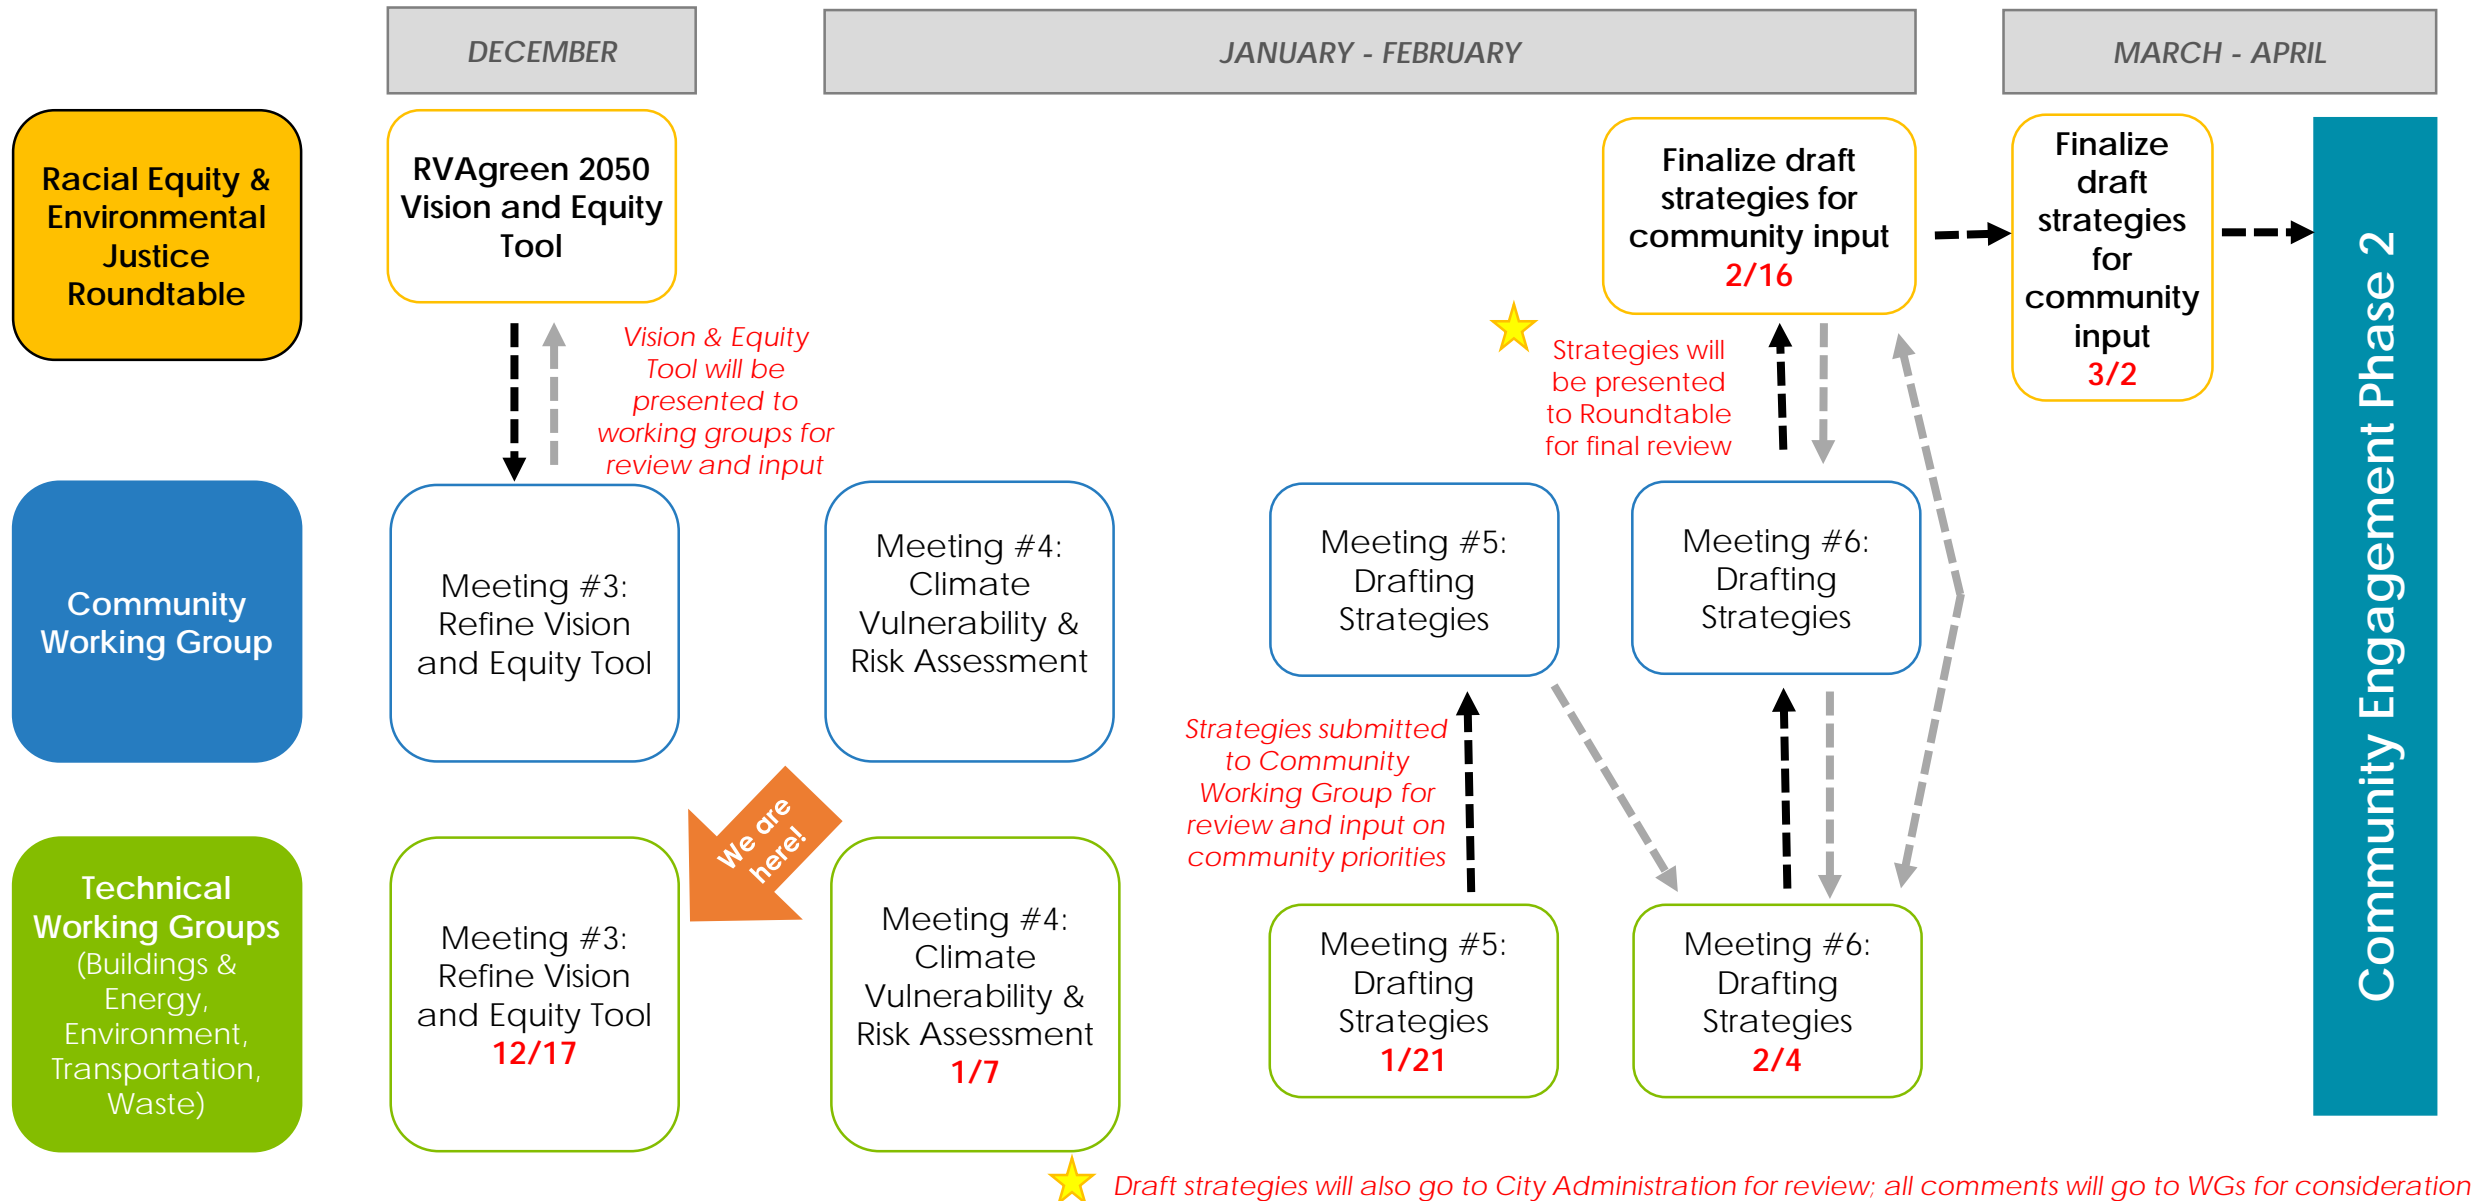 DECEMBER
JANUARY - FEBRUARY
MARCH - APRIL
Racial Equity &
Environmental
Justice
Roundtable
RVAgreen 2050
Vision and Equity
Tool
Finalize draft
strategies for
community input
2/16
Finalize
draft
strategies
for
community
input
3/2
Community Engagement Phase 2
Vision & Equity
Tool will be
presented to
working groups for
review and input
Strategies will
be presented
to Roundtable
for final review
Community
Working Group
Meeting #3:
Refine Vision
and Equity Tool
Meeting #4:
Climate
Vulnerability &
Risk Assessment
Meeting #5:
Drafting
Strategies
Meeting #6:
Drafting
Strategies
Strategies submitted
to Community
Working Group for
review and input on
community priorities
We are
here!
Technical
Working Groups
(Buildings &
Energy,
Environment,
Transportation,
Waste)
Meeting #3:
Refine Vision
and Equity Tool
12/17
Meeting #4:
Climate
Vulnerability &
Risk Assessment
1/7
Meeting #5:
Drafting
Strategies
1/21
Meeting #6:
Drafting
Strategies
2/4
Draft strategies will also go to City Administration for review; all comments will go to WGs for consideration